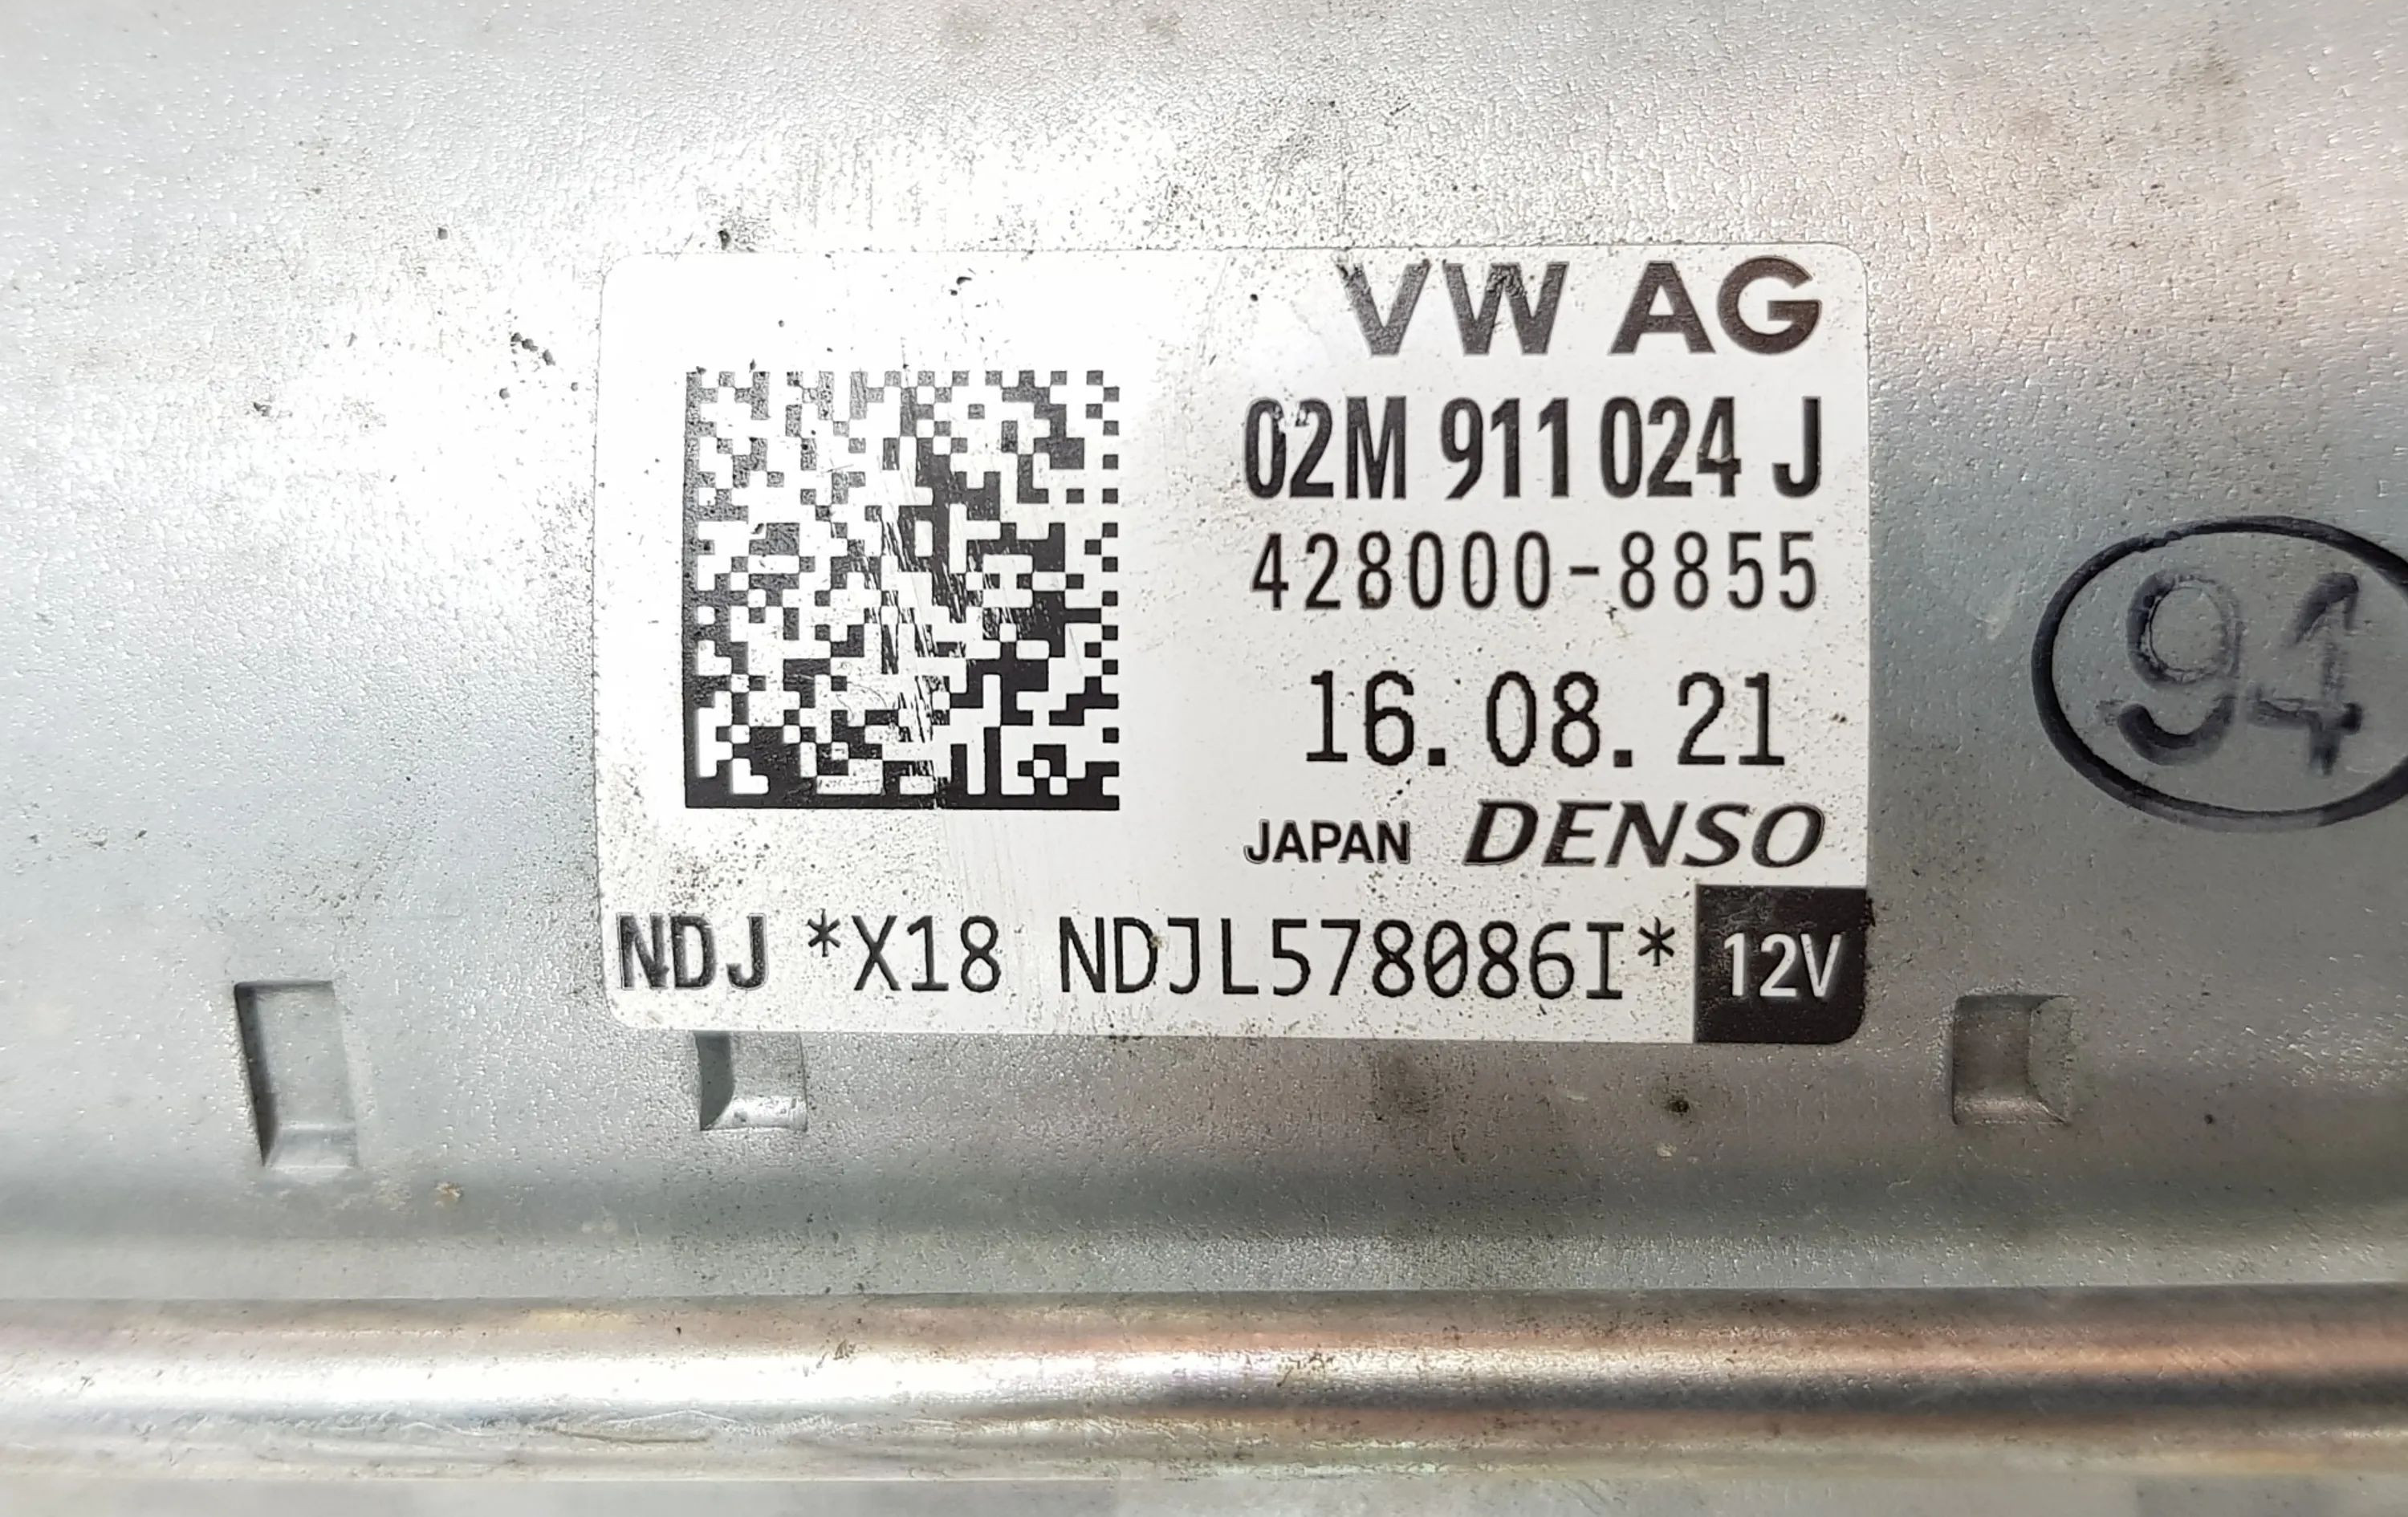 VW AG
02M 911 024 J
428000-8855
16.08.21
JAPAN DENSO
NDJ *X18 NDJL578086I* 12V
94